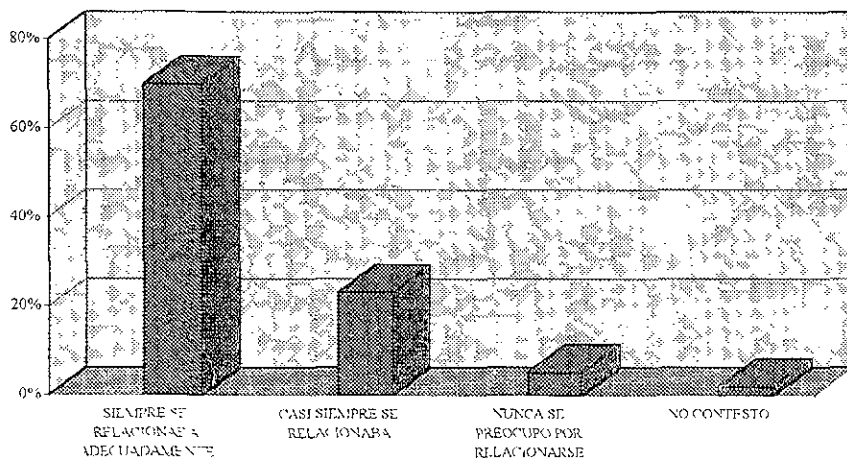 80%
60%
40%
20%
0%
SIEMPRE SE
RELACIONABA
ADECUADAMENTE
CASI SIEMPRE SE
RELACIONABA
NUNCA SE
PREOCUPO POR
RELACIONARSE
NO CONTESTO